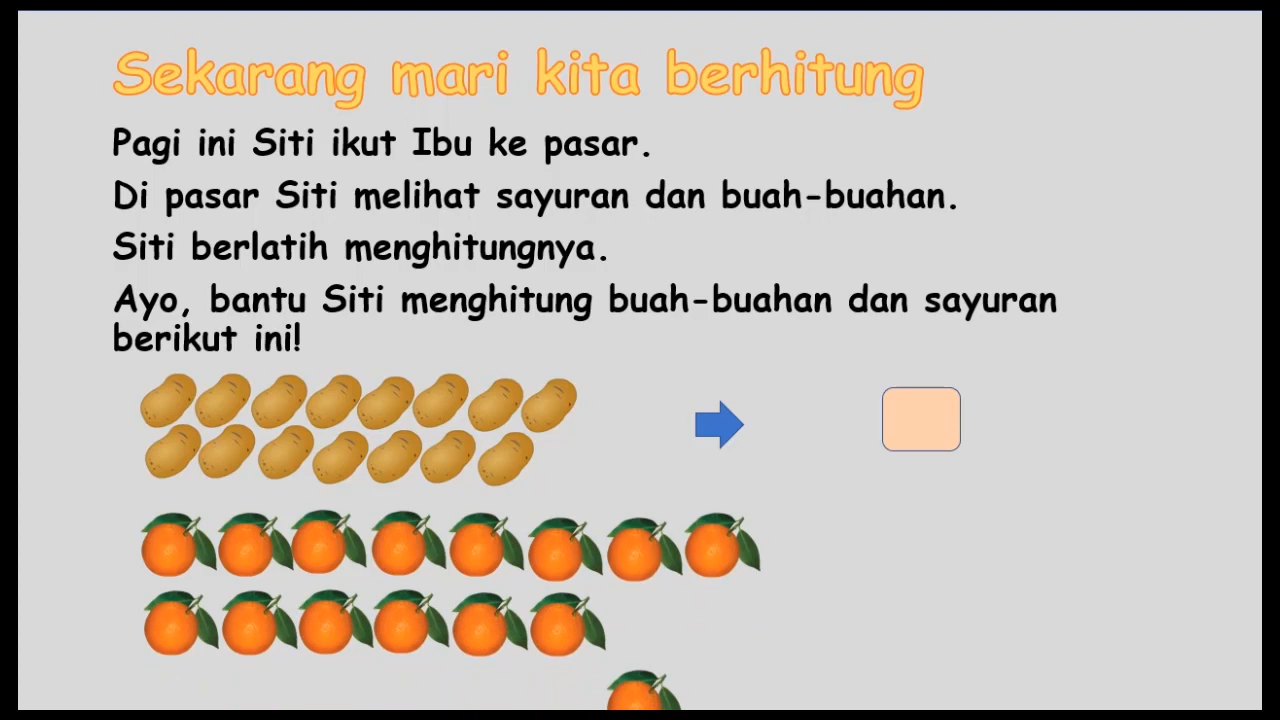 Sekarang mari kita berhitung
Pagi ini Siti ikut Ibu ke pasar.
Di pasar Siti melihat sayuran dan buah-buahan.
Siti berlatih menghitungnya.
Ayo, bantu Siti menghitung buah-buahan dan sayuran
berikut ini!